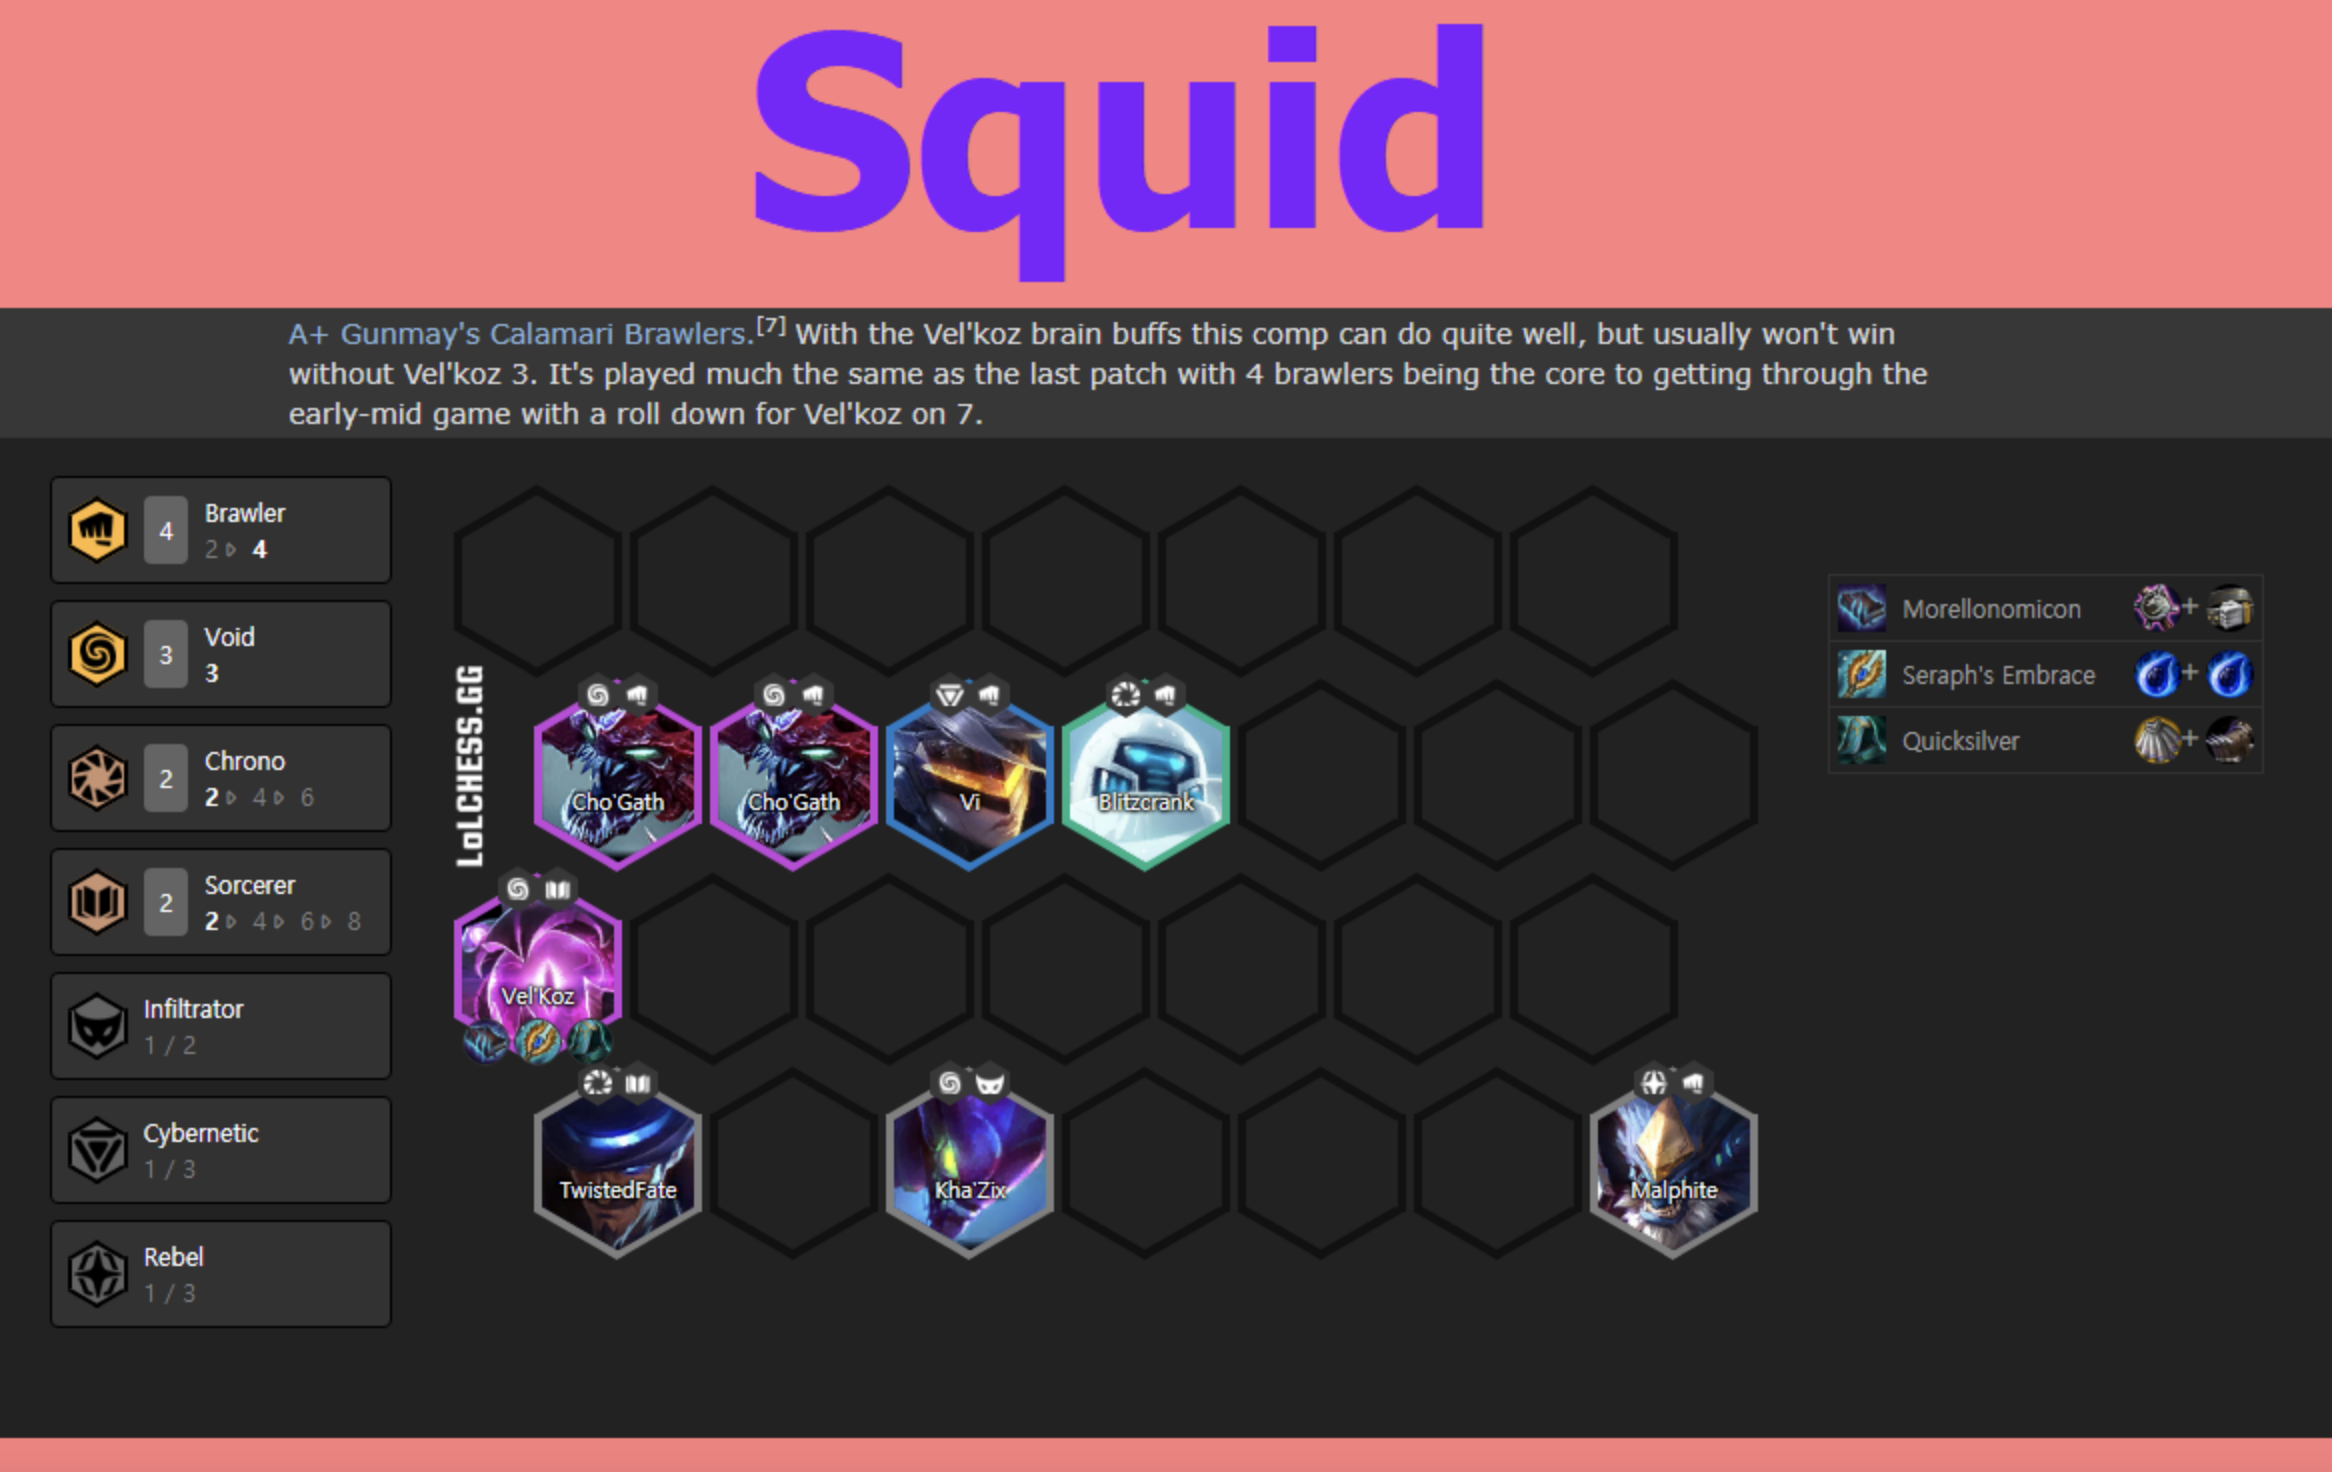 Squid
A+ Gunmay's Calamari Brawlers.[7] With the Vel'koz brain buffs this comp can do quite well, but usually won't win
without Vel'koz 3. It's played much the same as the last patch with 4 brawlers being the core to getting through the
early-mid game with a roll down for Vel'koz on 7.
4 Brawler
2 ▹ 4
3 Void
3
2 Chrono
2 ▹ 4 ▹ 6
2 Sorcerer
2 ▹ 4 ▹ 6 ▹ 8
Infiltrator
1 / 2
Cybernetic
1 / 3
Rebel
1 / 3
LoLCHESS.GG
Cho'Gath Cho'Gath Vi Blitzcrank
Vel'Koz
TwistedFate Kha'Zix Malphite
Morellonomicon +
Seraph's Embrace +
Quicksilver +